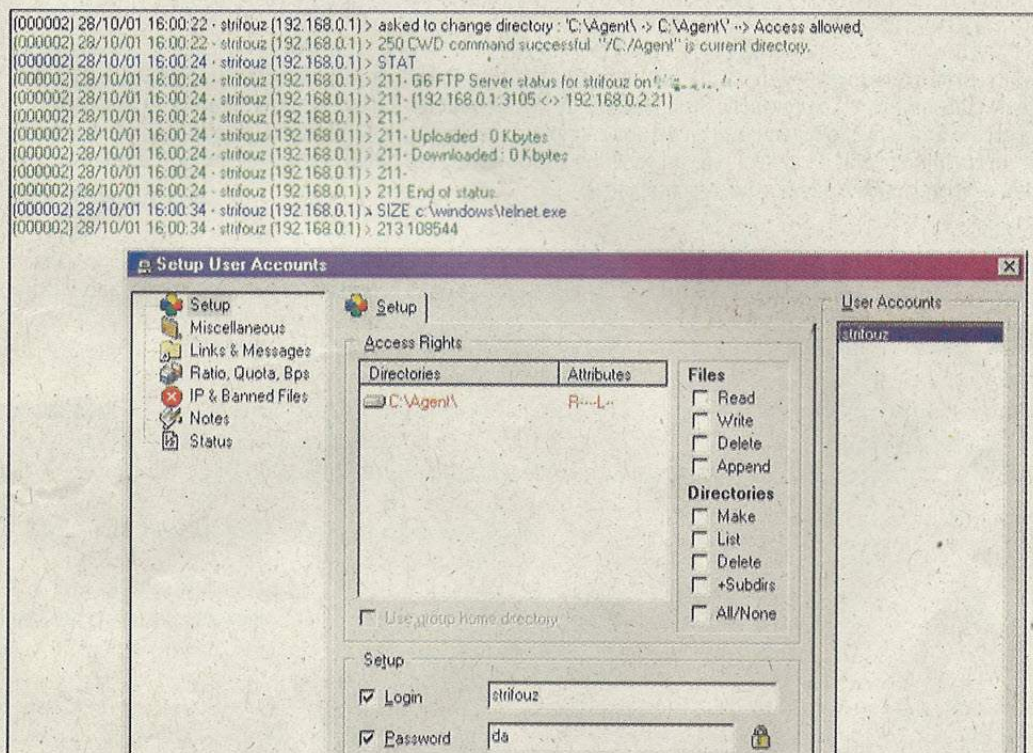 (000002) 28/10/01 16:00:22 - strifouz (192.168.0.1) > asked to change directory : 'C:\Agent\ -> C:\Agent\' --> Access allowed.
(000002) 28/10/01 16:00:22 - strifouz (192.168.0.1) > 250 CWD command successful. "/C:/Agent" is current directory.
(000002) 28/10/01 16:00:24 - strifouz (192.168.0.1) > STAT
(000002) 28/10/01 16:00:24 - strifouz (192.168.0.1) > 211- G6 FTP Server status for strifouz on
(000002) 28/10/01 16:00:24 - strifouz (192.168.0.1) > 211- (192.168.0.1:3105 <-> 192.168.0.2:21)
(000002) 28/10/01 16:00:24 - strifouz (192.168.0.1) > 211-
(000002) 28/10/01 16:00:24 - strifouz (192.168.0.1) > 211- Uploaded : 0 Kbytes
(000002) 28/10/01 16:00:24 - strifouz (192.168.0.1) > 211- Downloaded : 0 Kbytes
(000002) 28/10/01 16:00:24 - strifouz (192.168.0.1) > 211-
(000002) 28/10/01 16:00:24 - strifouz (192.168.0.1) > 211 End of status.
(000002) 28/10/01 16:00:34 - strifouz (192.168.0.1) > SIZE c:\windows\telnet.exe
(000002) 28/10/01 16:00:34 - strifouz (192.168.0.1) > 213 108544
Setup User Accounts
Setup
Miscellaneous
Links & Messages
Ratio, Quota, Bps
IP & Banned Files
Notes
Status
Setup
Access Rights
Directories Attributes
C:\Agent\ R----L--
Files
Read
Write
Delete
Append
Directories
Make
List
Delete
+Subdirs
All/None
Use group home directory
Setup
Login strifouz
Password da
User Accounts
strifouz